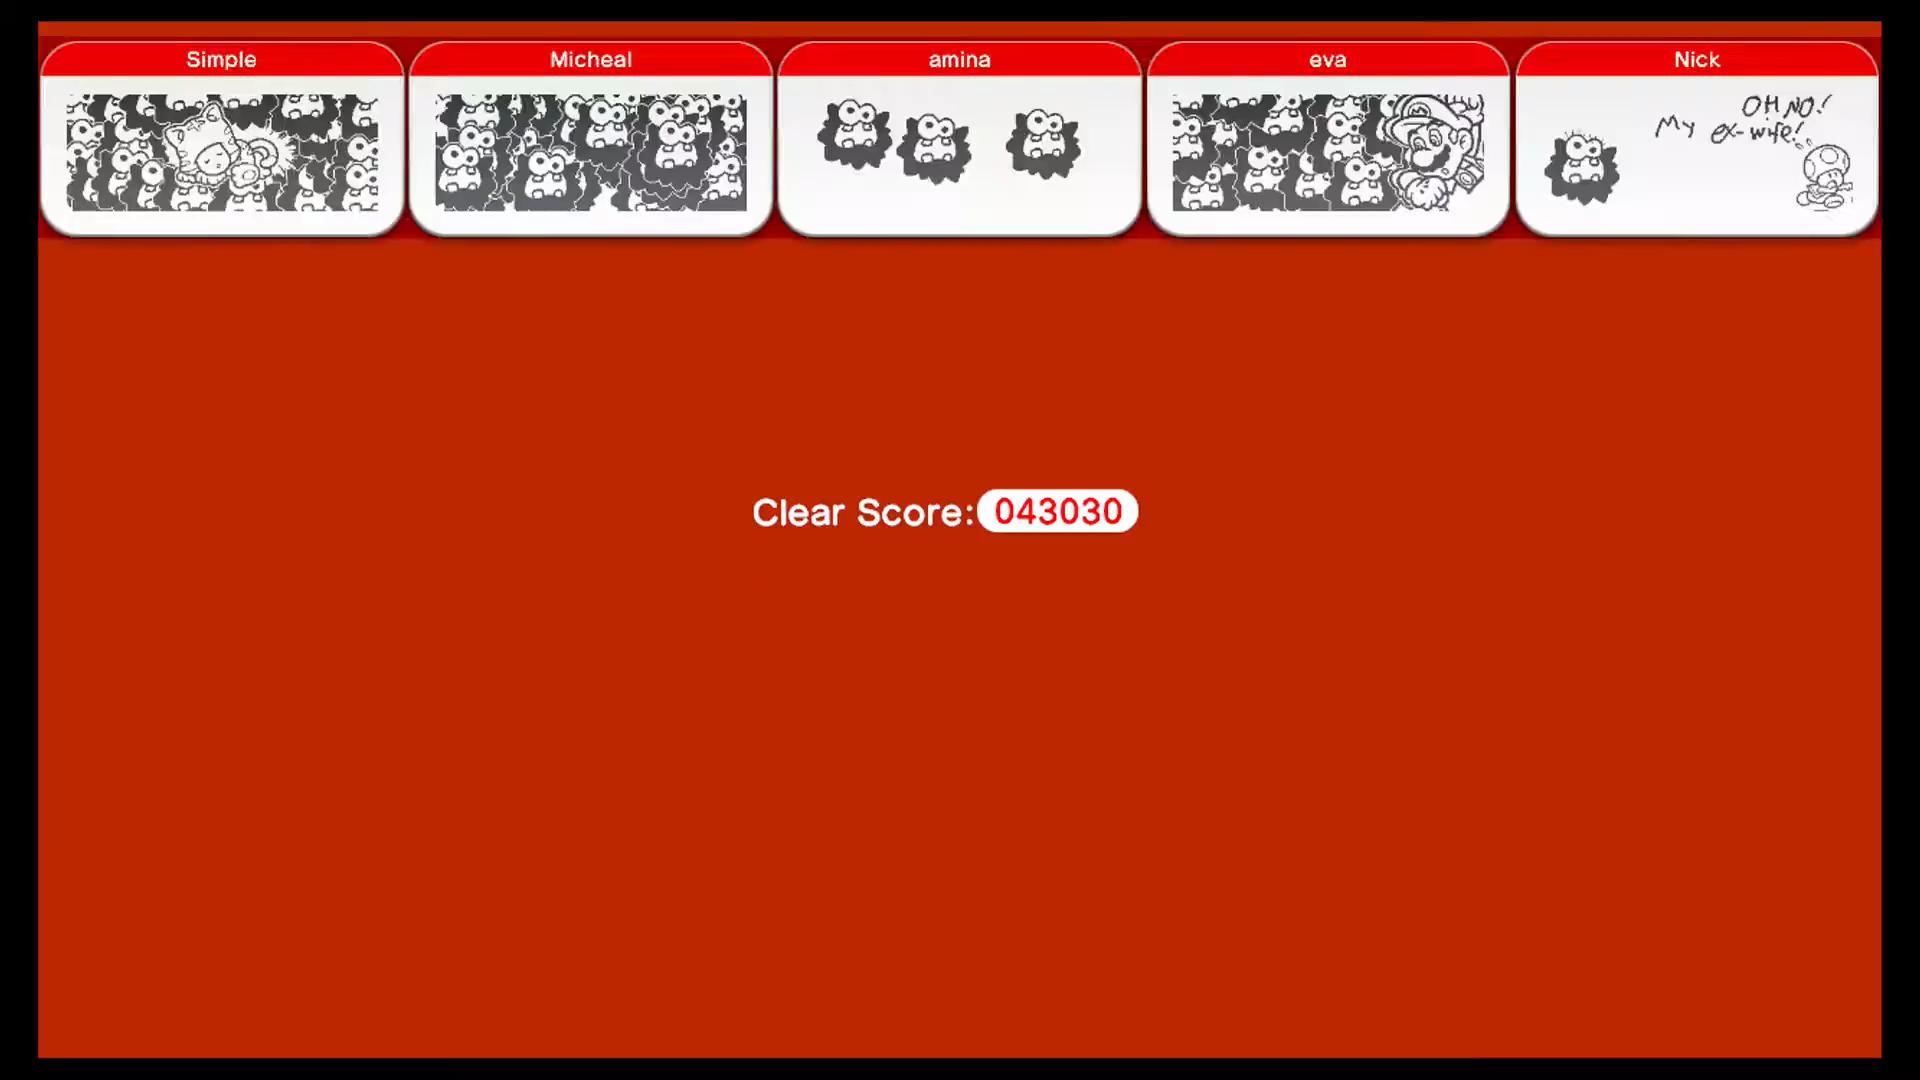 Simple
Micheal
amina
eva
Nick
OH NO!
My ex-wife!
Clear Score: 043030